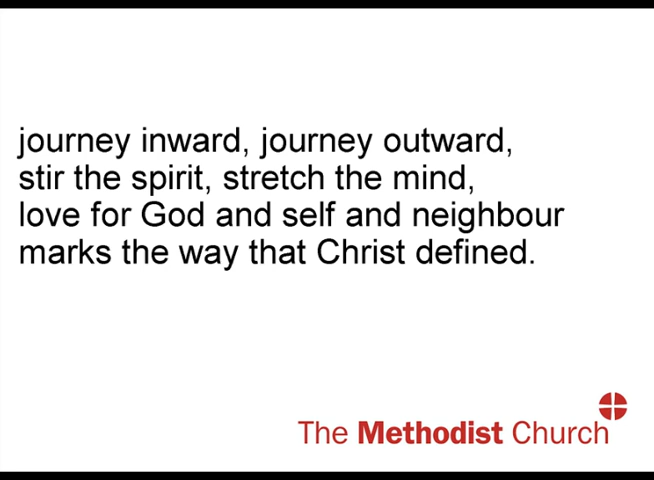 journey inward, journey outward,
stir the spirit, stretch the mind,
love for God and self and neighbour
marks the way that Christ defined.
The Methodist Church